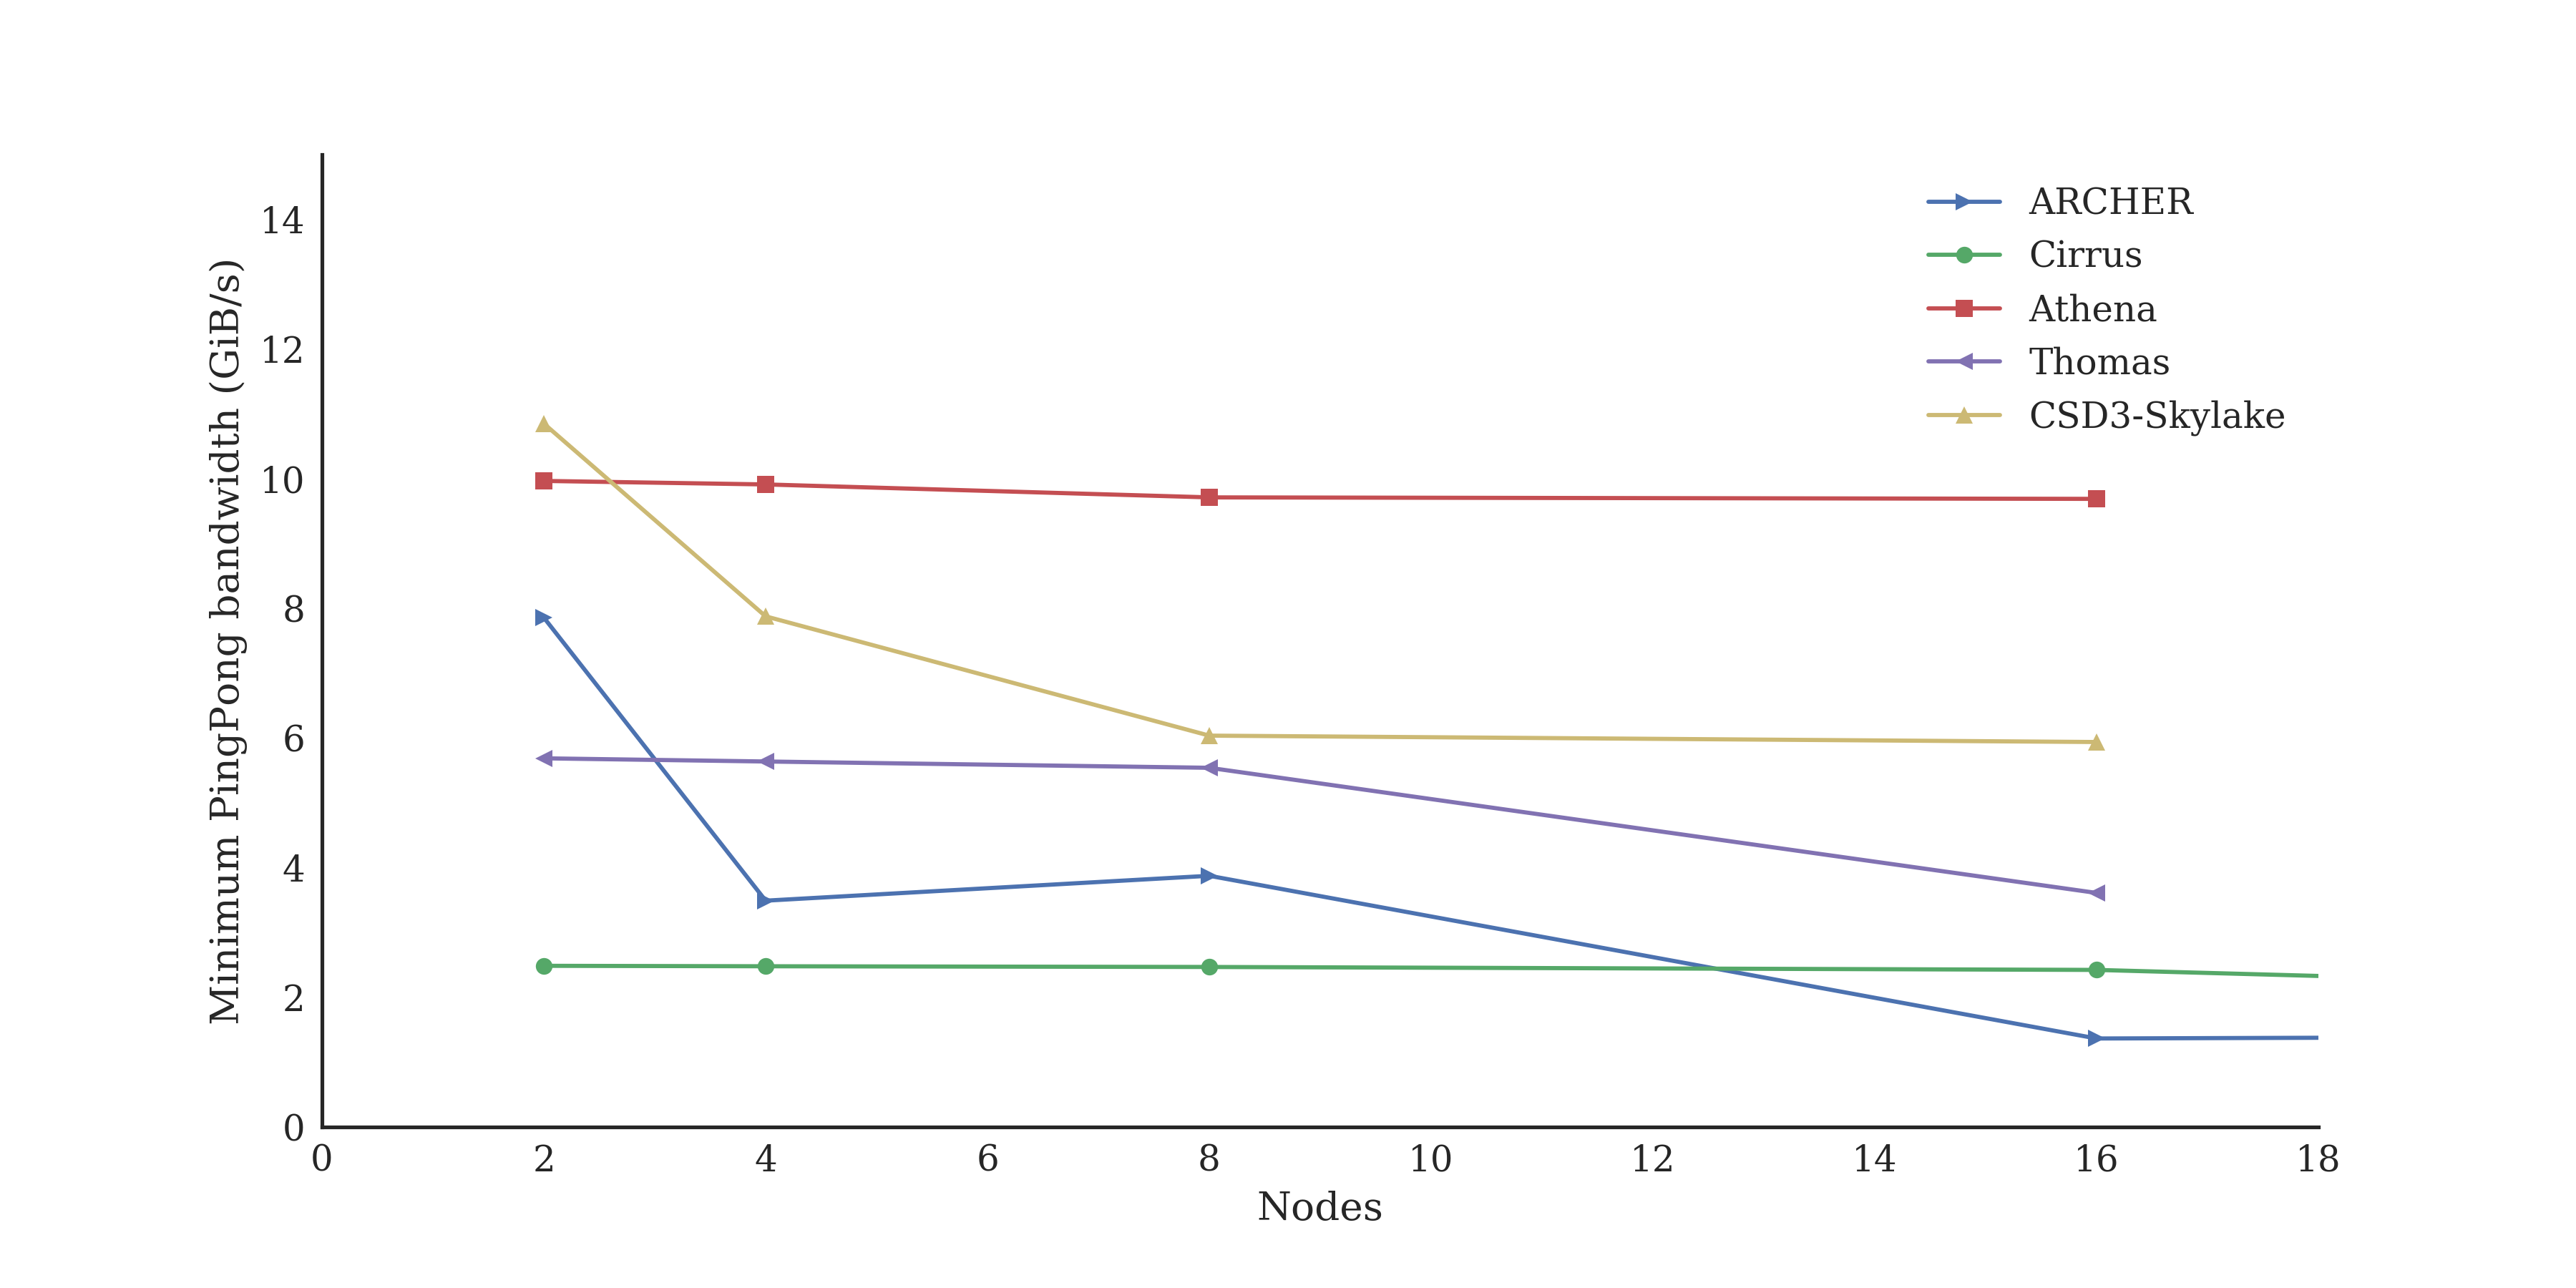 14
12
10
8
6
4
2
0
Minimum PingPong bandwidth (GiB/s)
ARCHER
Cirrus
Athena
Thomas
CSD3-Skylake
0 2 4 6 8 10 12 14 16 18
Nodes